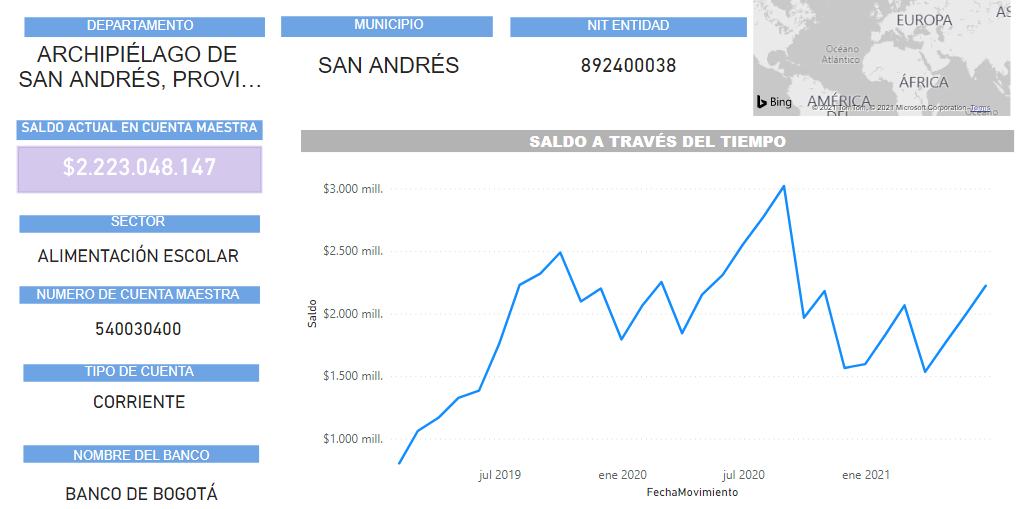 DEPARTAMENTO
ARCHIPIÉLAGO DE
SAN ANDRÉS, PROVI...
MUNICIPIO
SAN ANDRÉS
NIT ENTIDAD
892400038
EUROPA
AS
Océano
Atlántico
ÁFRICA
AMÉRICA
DEL
Océano
Bing
© 2021 TomTom, © 2021 Microsoft Corporation Terms
SALDO ACTUAL EN CUENTA MAESTRA
$2.223.048.147
SECTOR
ALIMENTACIÓN ESCOLAR
NUMERO DE CUENTA MAESTRA
540030400
TIPO DE CUENTA
CORRIENTE
NOMBRE DEL BANCO
BANCO DE BOGOTÁ
SALDO A TRAVÉS DEL TIEMPO
Saldo
$3.000 mill.
$2.500 mill.
$2.000 mill.
$1.500 mill.
$1.000 mill.
jul 2019
ene 2020
jul 2020
ene 2021
FechaMovimiento